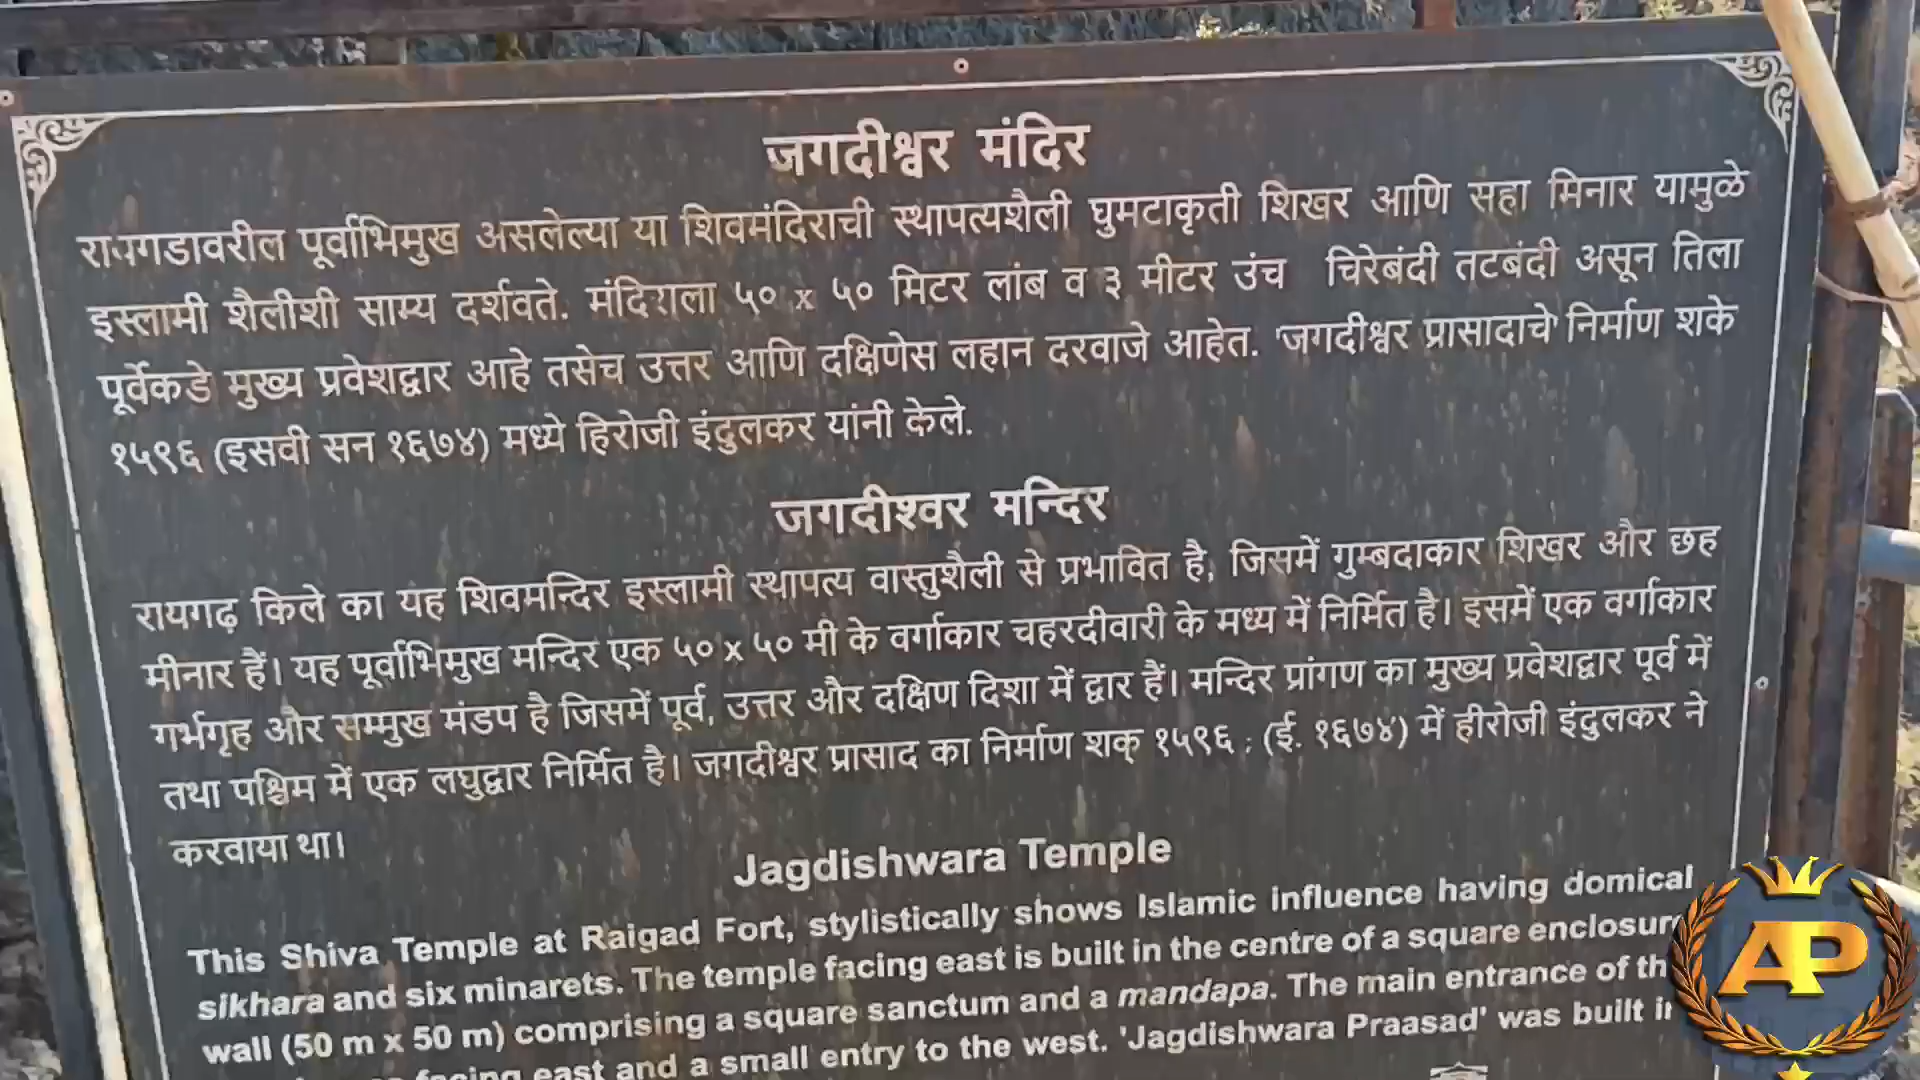 जगदीश्वर मंदिर
रायगडावरील पूर्वाभिमुख असलेल्या या शिवमंदिराची स्थापत्यशैली घुमटाकृती शिखर आणि सहा मिनार यामुळे
इस्लामी शैलीशी साम्य दर्शवते. मंदिराला ५० x ५० मिटर लांब व ३ मीटर उंच चिरेबंदी तटबंदी असून तिला
पूर्वेकडे मुख्य प्रवेशद्वार आहे तसेच उत्तर आणि दक्षिणेस लहान दरवाजे आहेत. 'जगदीश्वर प्रासादाचे' निर्माण शके
१५९६ (इसवी सन १६७४) मध्ये हिरोजी इंदुलकर यांनी केले.
जगदीश्वर मन्दिर
रायगढ़ किले का यह शिवमन्दिर इस्लामी स्थापत्य वास्तुशैली से प्रभावित है, जिसमें गुम्बदाकार शिखर और छह
मीनार हैं। यह पूर्वाभिमुख मन्दिर एक ५० x ५० मी के वर्गाकार चहरदीवारी के मध्य में निर्मित है। इसमें एक वर्गाकार
गर्भगृह और सम्मुख मंडप है जिसमें पूर्व, उत्तर और दक्षिण दिशा में द्वार हैं। मन्दिर प्रांगण का मुख्य प्रवेशद्वार पूर्व में
तथा पश्चिम में एक लघुद्वार निर्मित है। जगदीश्वर प्रासाद का निर्माण शक् १५९६ : (ई. १६७४) में हीरोजी इंदुलकर ने
करवाया था।
Jagdishwara Temple
This Shiva Temple at Raigad Fort, stylistically shows Islamic influence having domical
sikhara and six minarets. The temple facing east is built in the centre of a square
wall (50 m x 50 m) comprising a square sanctum and a mandapa. The main entrance of
facing east and a small entry to the west. 'Jagdishwara Praasad' was built
AP